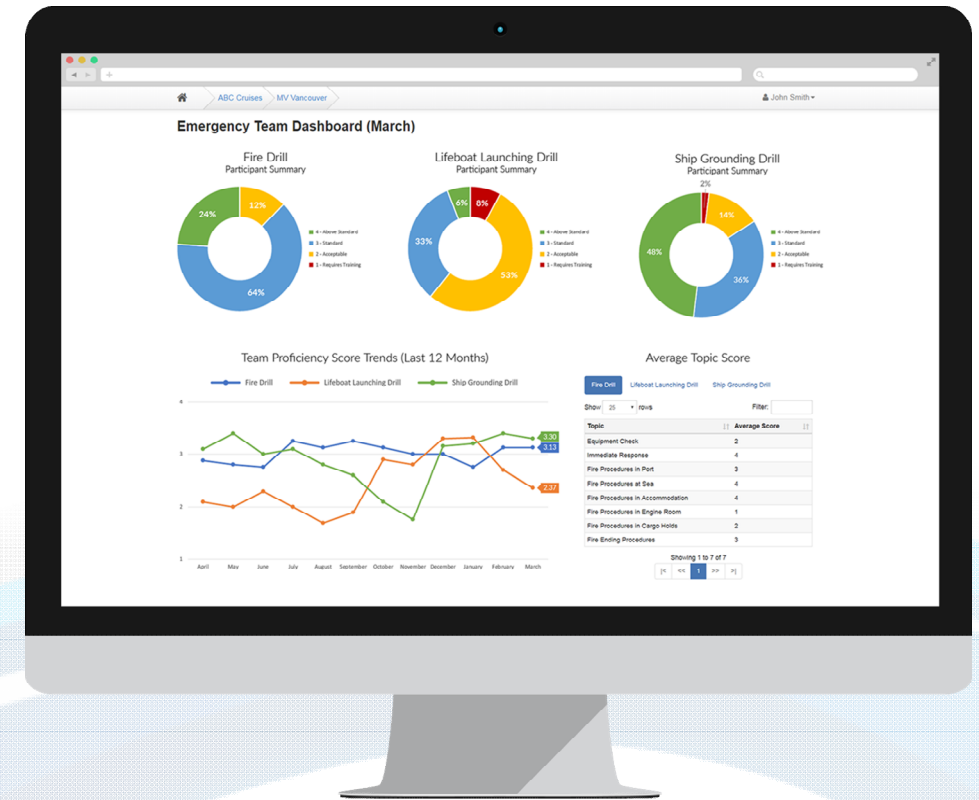 ABC Cruises MV Vancouver
John Smith
Emergency Team Dashboard (March)
Fire Drill
Participant Summary
24%
12%
64%
4 - Above Standard
3 - Standard
2 - Acceptable
1 - Requires Training
Lifeboat Launching Drill
Participant Summary
6%
8%
33%
53%
4 - Above Standard
3 - Standard
2 - Acceptable
1 - Requires Training
Ship Grounding Drill
Participant Summary
2%
14%
48%
36%
4 - Above Standard
3 - Standard
2 - Acceptable
1 - Requires Training
Team Proficiency Score Trends (Last 12 Months)
Fire Drill Lifeboat Launching Drill Ship Grounding Drill
4
3
2
1
3.30
3.13
2.37
April May June July August September October November December January February March
Average Topic Score
Fire Drill Lifeboat Launching Drill Ship Grounding Drill
Show 25 rows Filter:
Topic Average Score
Equipment Check 2
Immediate Response 4
Fire Procedures in Port 3
Fire Procedures at Sea 4
Fire Procedures in Accommodation 4
Fire Procedures in Engine Room 1
Fire Procedures in Cargo Holds 2
Fire Ending Procedures 3
Showing 1 to 7 of 7
|< << 1 >> >|